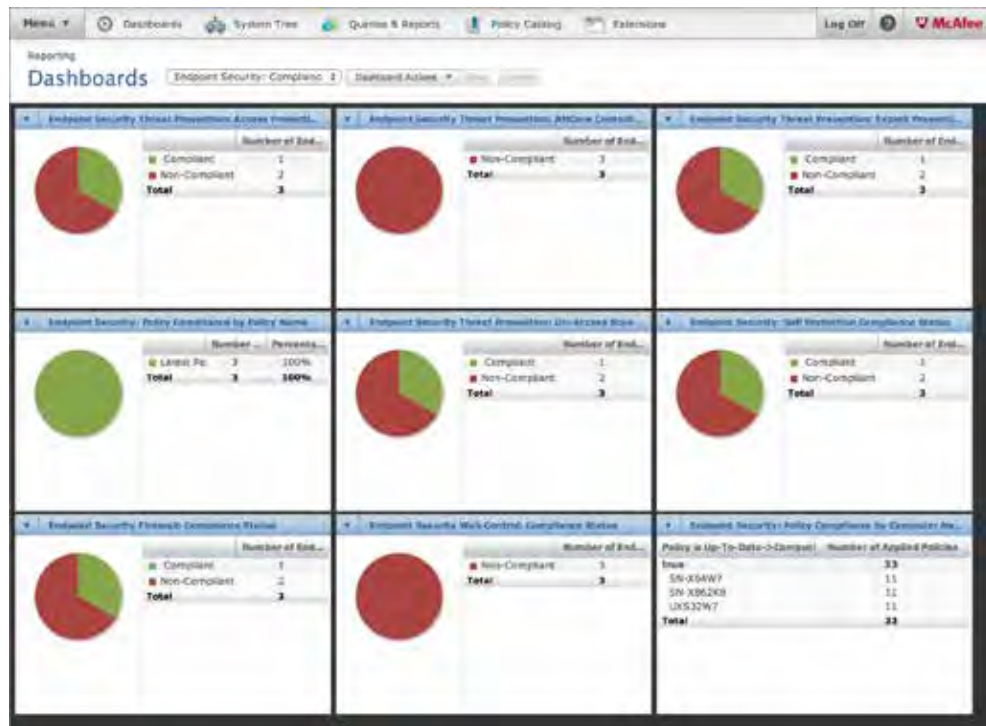 Menu ▼ Dashboards System Tree Queries & Reports Policy Catalog Extensions Log Off ? McAfee
Reporting
Dashboards Endpoint Security: Complianc Dashboard Actions ▼
Endpoint Security Threat Prevention: Access Protecti...
Number of End...
Compliant 1
Non-Compliant 2
Total 3
Endpoint Security Threat Prevention: AMCore Content...
Number of End...
Non-Compliant 3
Total 3
Endpoint Security Threat Prevention: Exploit Preventi...
Number of End...
Compliant 1
Non-Compliant 2
Total 3
Endpoint Security: Policy Compliance by Policy Name
Number ... Percenta...
Latest Po 3 100%
Total 3 100%
Endpoint Security Threat Prevention: On-Access Scan
Number of End...
Compliant 1
Non-Compliant 2
Total 3
Endpoint Security: Self Protection Compliance Status
Number of End...
Compliant 1
Non-Compliant 2
Total 3
Endpoint Security Firewall: Compliance Status
Number of End...
Compliant 1
Non-Compliant 2
Total 3
Endpoint Security Web Control: Compliance Status
Number of End...
Non-Compliant 3
Total 3
Endpoint Security: Policy Compliance by Computer Na...
Policy is Up-To-Date->Comput Number of Applied Policies
true 33
SN-X64W7 11
11
UXS32W7 11
Total 33